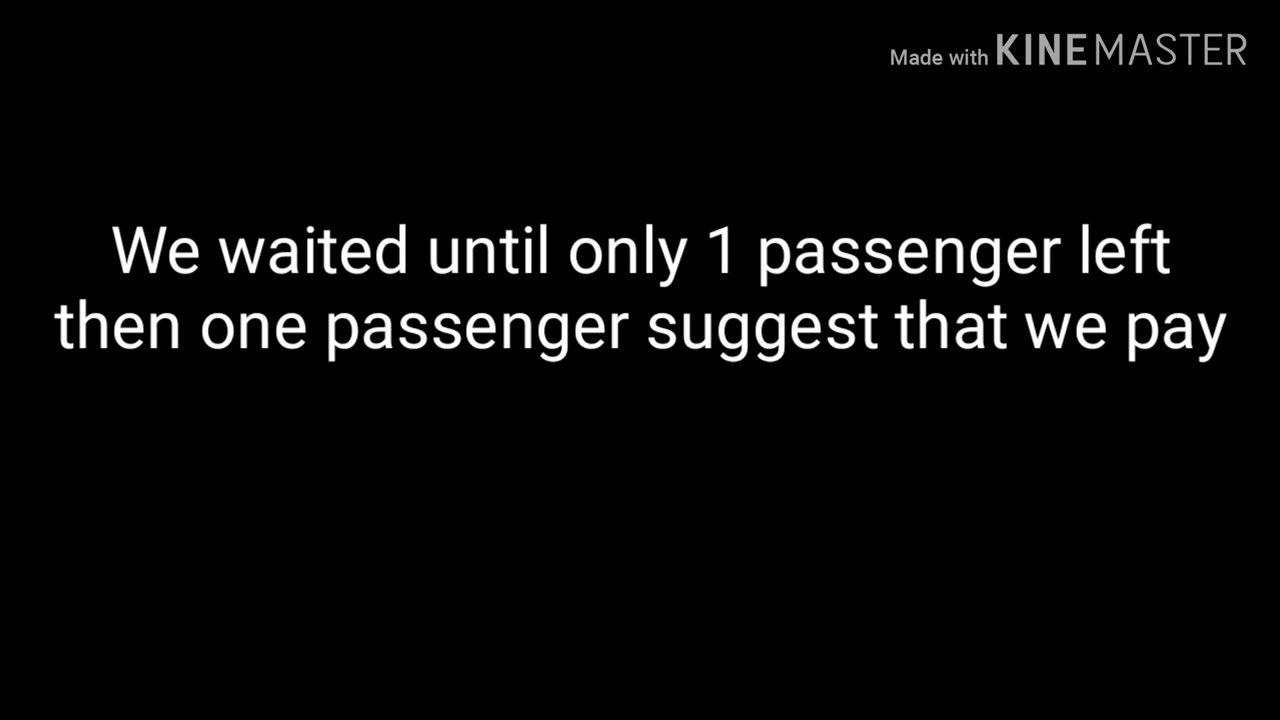 Made with KINEMASTER
We waited until only 1 passenger left
then one passenger suggest that we pay